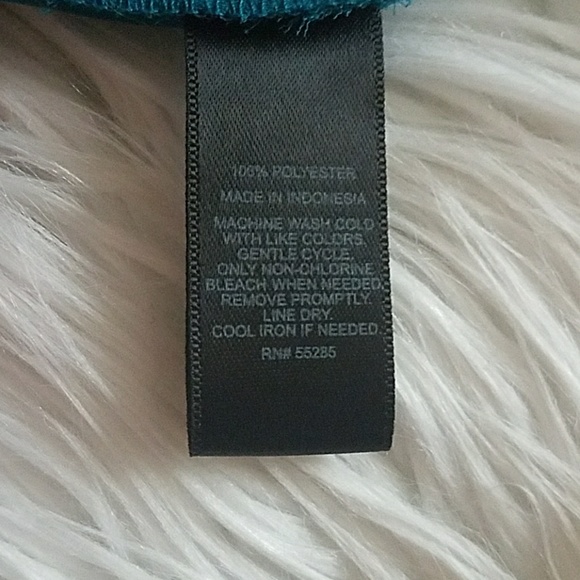 100% POLYESTER
MADE IN INDONESIA
MACHINE WASH COLD
WITH LIKE COLORS.
GENTLE CYCLE.
ONLY NON-CHLORINE
BLEACH WHEN NEEDED.
REMOVE PROMPTLY.
LINE DRY.
COOL IRON IF NEEDED.
RN# 55285